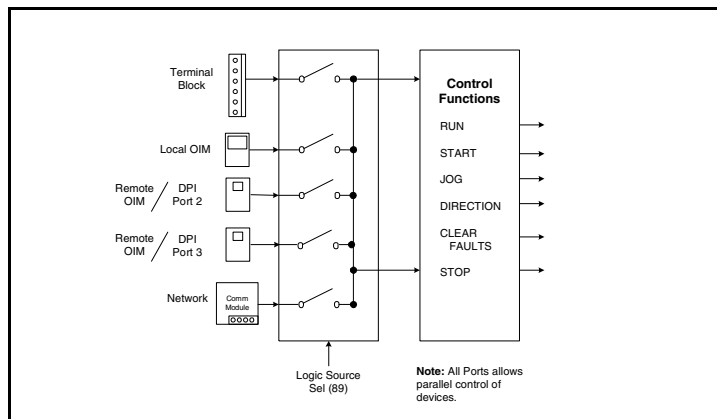 Terminal
Block
Local OIM
Remote
OIM
/
DPI
Port 2
Remote
OIM
/
DPI
Port 3
Network
Comm
Module
Logic Source
Sel (89)
Control
Functions
RUN
START
JOG
DIRECTION
CLEAR
FAULTS
STOP
Note: All Ports allows
parallel control of
devices.